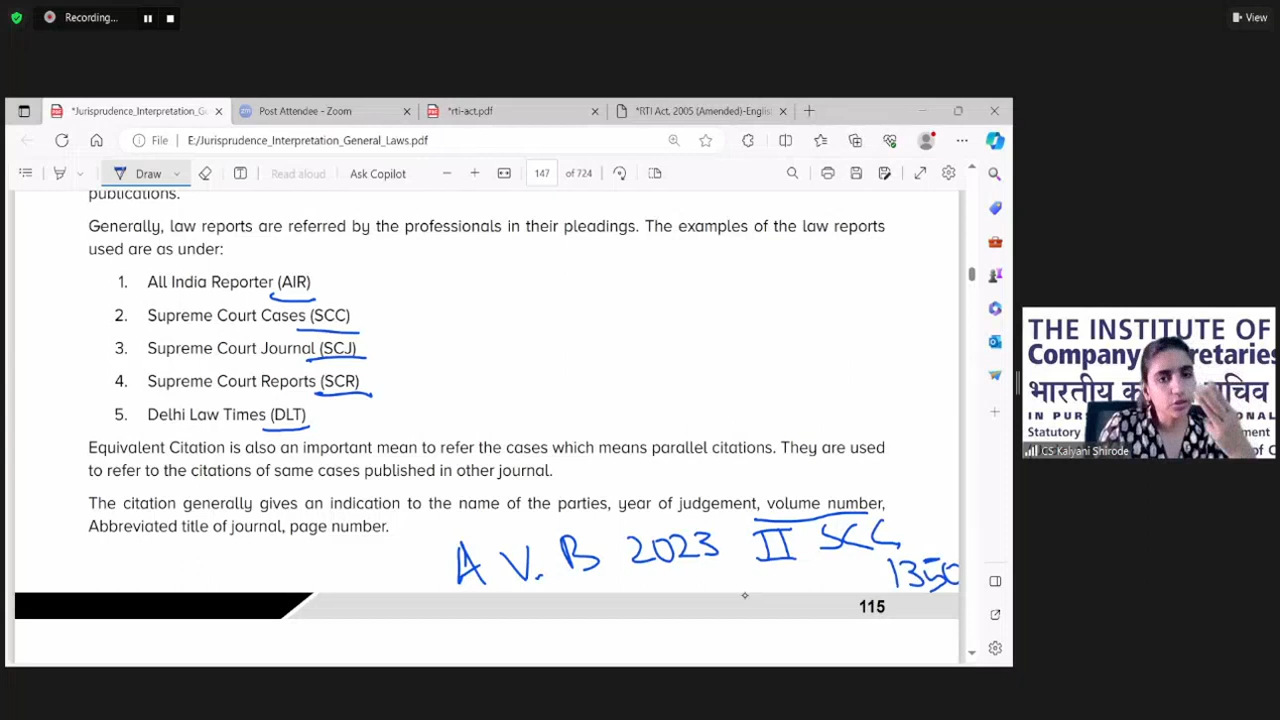 Recording...
View
*Jurisprudence_Interpretation_G
Post Attendee - Zoom
*rti-act.pdf
*RTI Act, 2005 (Amended)-Englis
File
E:/Jurisprudence_Interpretation_General_Laws.pdf
Draw
Read aloud
Ask Copilot
147
of 724
publications.
Generally, law reports are referred by the professionals in their pleadings. The examples of the law reports
used are as under:
1. All India Reporter (AIR)
2. Supreme Court Cases (SCC)
3. Supreme Court Journal (SCJ)
4. Supreme Court Reports (SCR)
5. Delhi Law Times (DLT)
Equivalent Citation is also an important mean to refer the cases which means parallel citations. They are used
to refer to the citations of same cases published in other journal.
The citation generally gives an indication to the name of the parties, year of judgement, volume number,
Abbreviated title of journal, page number.
A V. B 2023 II SCC
1350
115
THE INSTITUTE OF
Company
भारतीय
IN PUR
Statutory
CS Kalyani Shirode